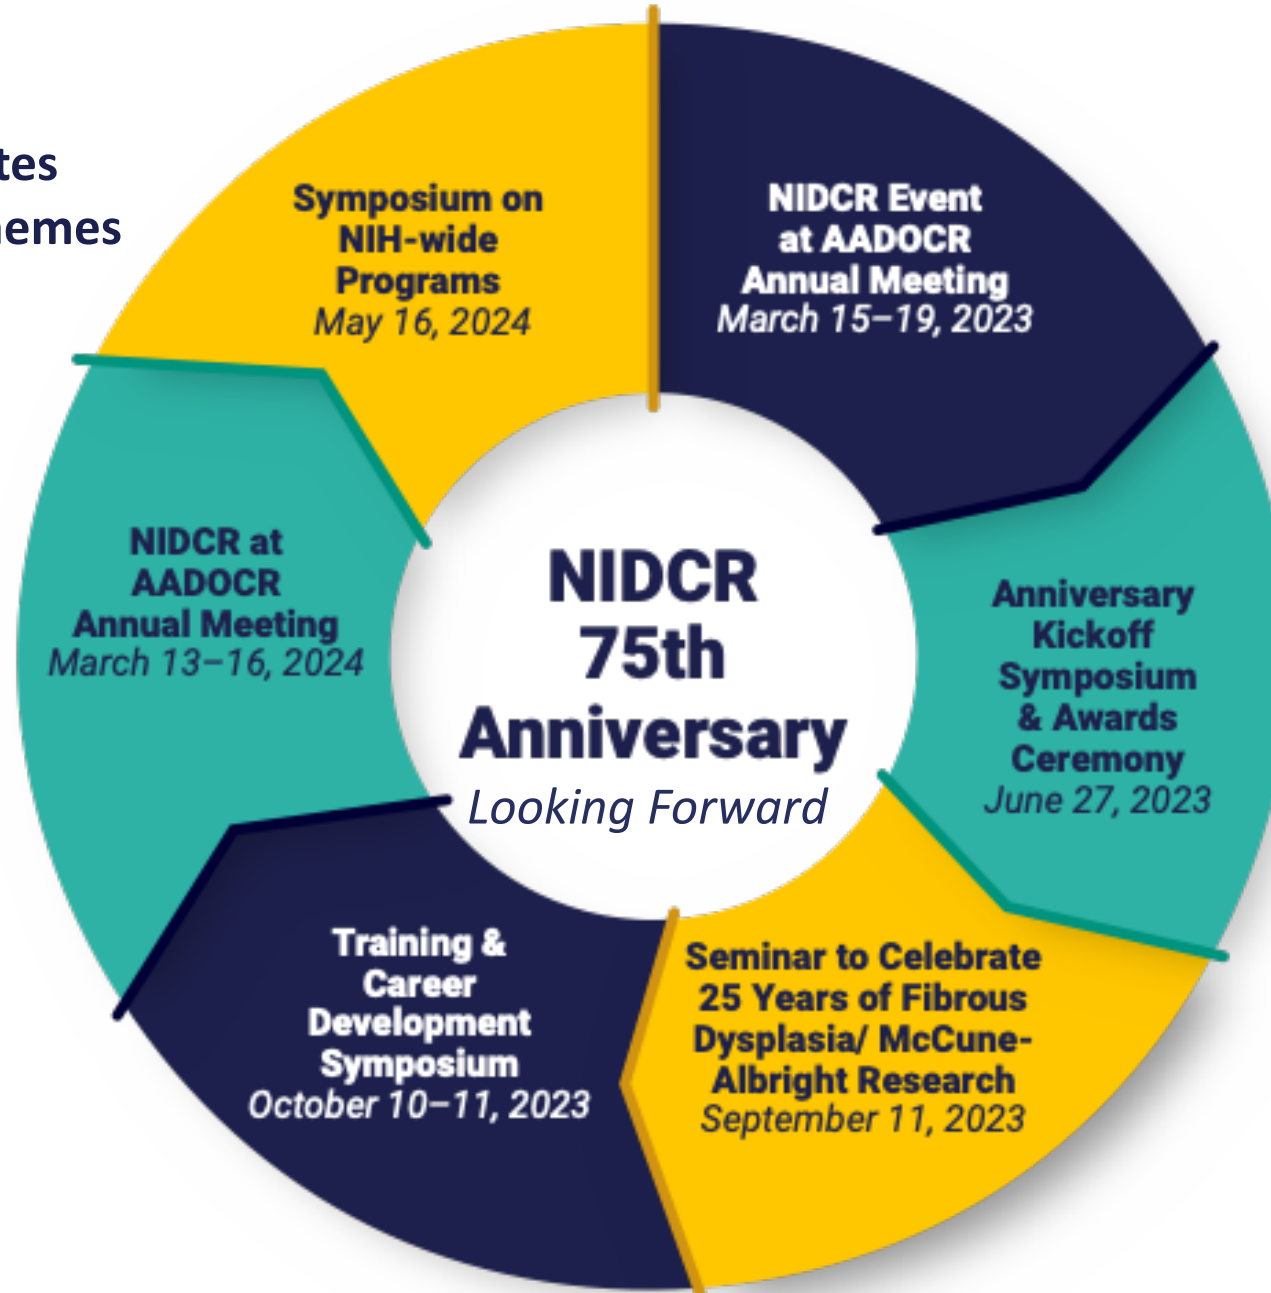 NIDCR Event
at AADOCR
Annual Meeting
March 15–19, 2023
Anniversary
Kickoff
Symposium
& Awards
Ceremony
June 27, 2023
Seminar to Celebrate
25 Years of Fibrous
Dysplasia/ McCune-
Albright Research
September 11, 2023
Training &
Career
Development
Symposium
October 10–11, 2023
NIDCR at
AADOCR
Annual Meeting
March 13–16, 2024
Symposium on
NIH-wide
Programs
May 16, 2024
NIDCR
75th
Anniversary
Looking Forward